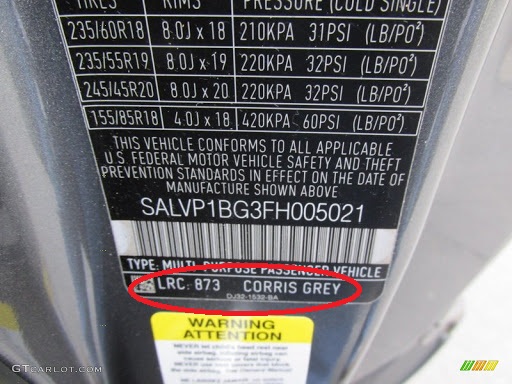 TIRES RIMS PRESSURE (COLD SINGLE)
235/60R18 8.0J x 18 210KPA 31PSI (LB/PO²)
235/55R19 8.0J x 19 220KPA 32PSI (LB/PO²)
245/45R20 8.0J x 20 220KPA 32PSI (LB/PO²)
155/85R18 4.0J x 18 420KPA 60PSI (LB/PO²)
THIS VEHICLE CONFORMS TO ALL APPLICABLE
U.S. FEDERAL MOTOR VEHICLE SAFETY AND THEFT
PREVENTION STANDARDS IN EFFECT ON THE DATE OF
MANUFACTURE SHOWN ABOVE
SALVP1BG3FH005021
TYPE: MULTI-PURPOSE PASSENGER VEHICLE
LRC: 873 CORRIS GREY
DJ32-1532-BA
WARNING
ATTENTION
GTCARLOT.COM